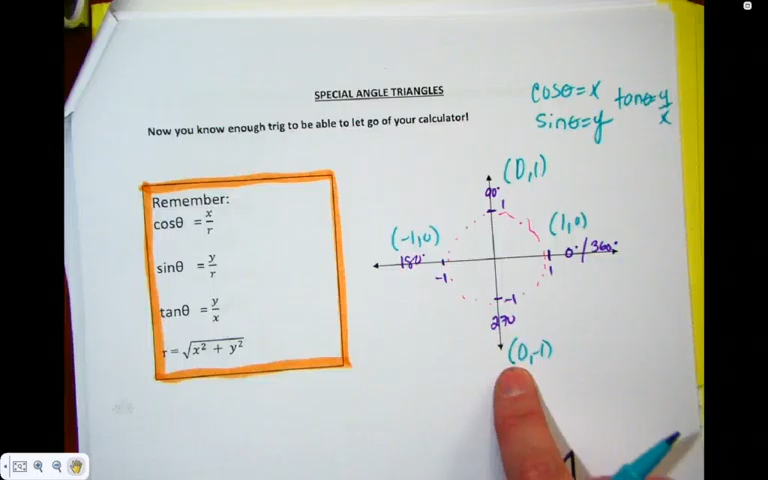 SPECIAL ANGLE TRIANGLES
cosθ = x
tanθ = y/x
sinθ = y
Now you know enough trig to be able to let go of your calculator!
Remember:
cosθ = x/r
sinθ = y/r
tanθ = y/x
r = √x² + y²
(0,1)
90°
1
(-1,0)
(1,0)
180°
0°/360°
-1
1
-1
270
(0,-1)